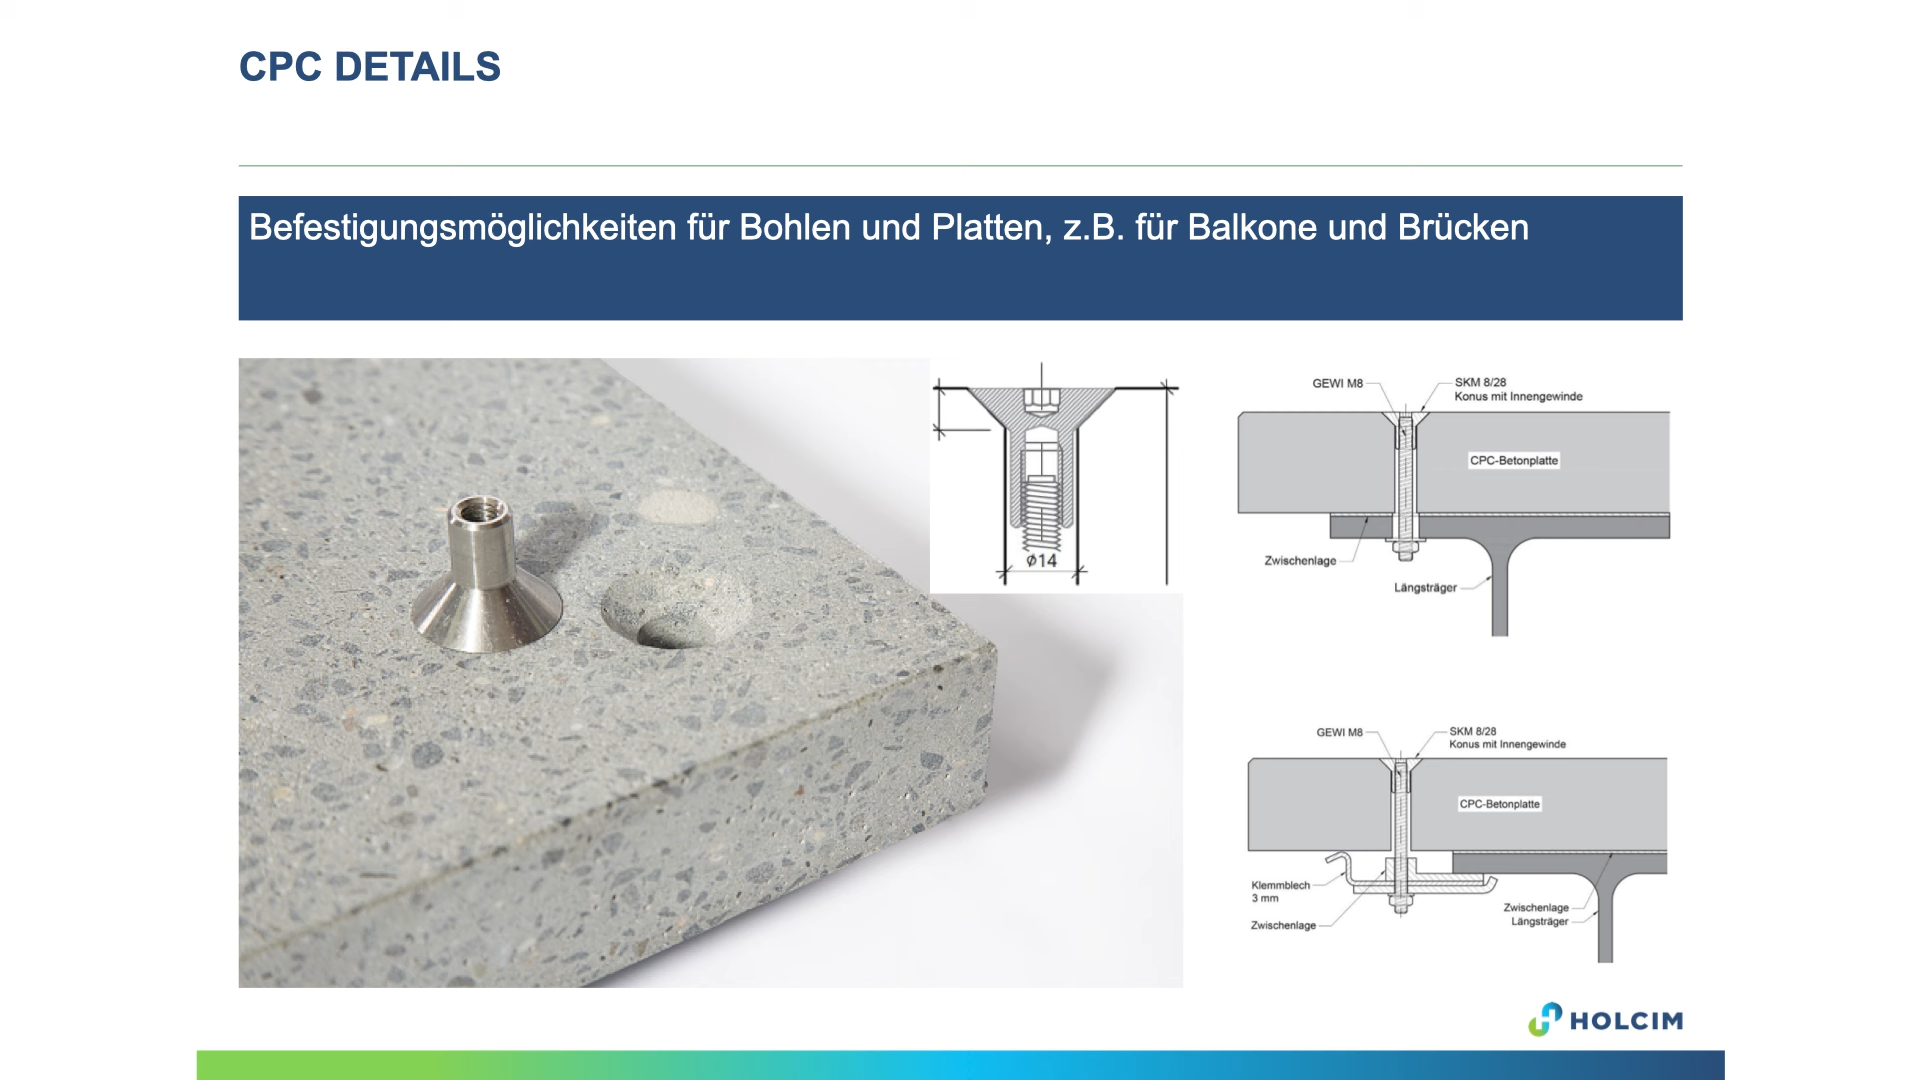 CPC DETAILS
Befestigungsmöglichkeiten für Bohlen und Platten, z.B. für Balkone und Brücken
ø14
GEWI M8
SKM 8/28
Konus mit Innengewinde
CPC-Betonplatte
Zwischenlage
Längsträger
GEWI M8
SKM 8/28
Konus mit Innengewinde
CPC-Betonplatte
Klemmblech
3 mm
Zwischenlage
Zwischenlage
Längsträger
HOLCIM